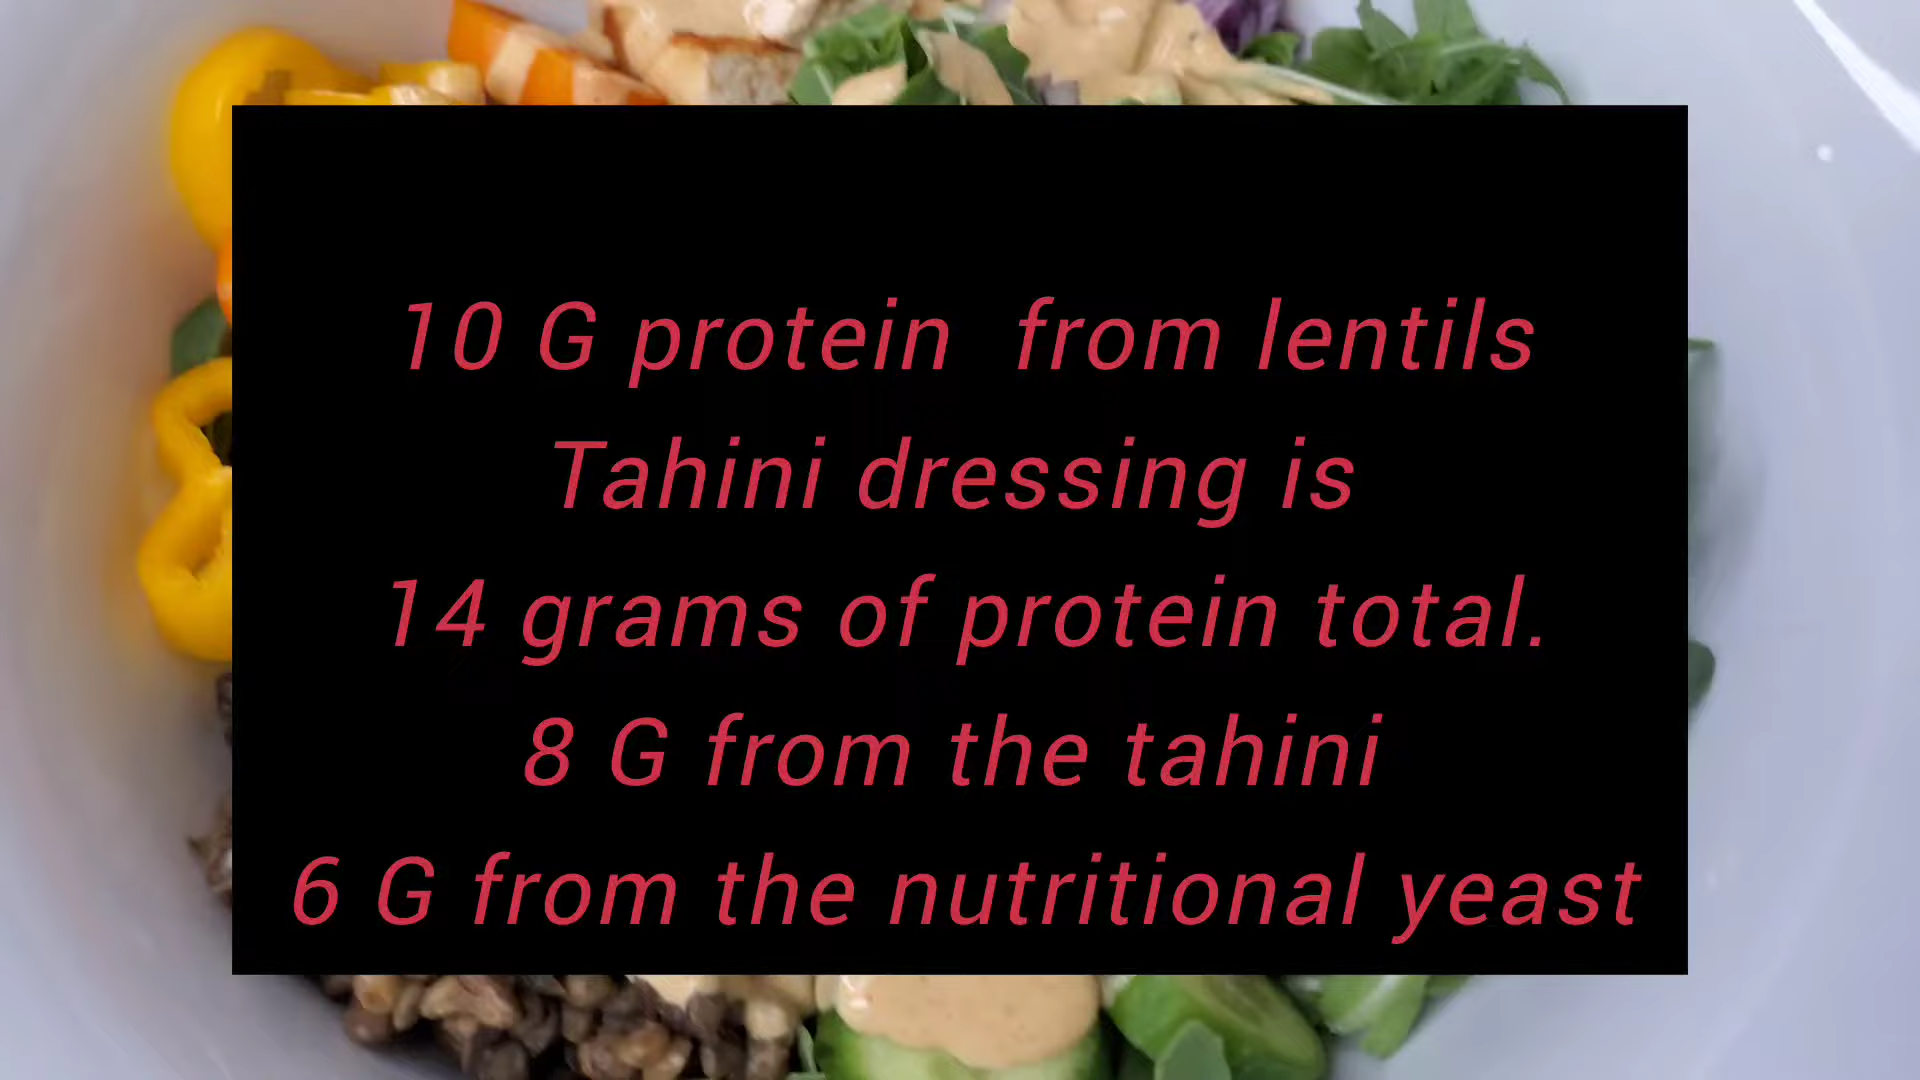 10 G protein  from lentils
Tahini dressing is
14 grams of protein total.
8 G from the tahini
6 G from the nutritional yeast